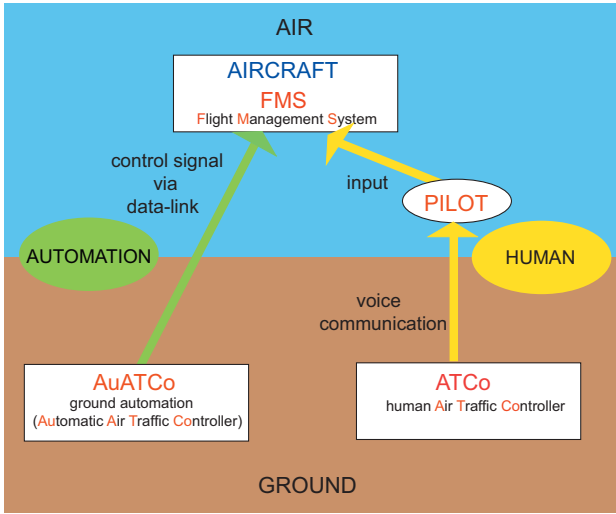 AIR
AIRCRAFT
FMS
Flight Management System
control signal
via
data-link
input
PILOT
AUTOMATION
HUMAN
voice
communication
AuATCo
ground automation
(Automatic Air Traffic Controller)
ATCo
human Air Traffic Controller
GROUND